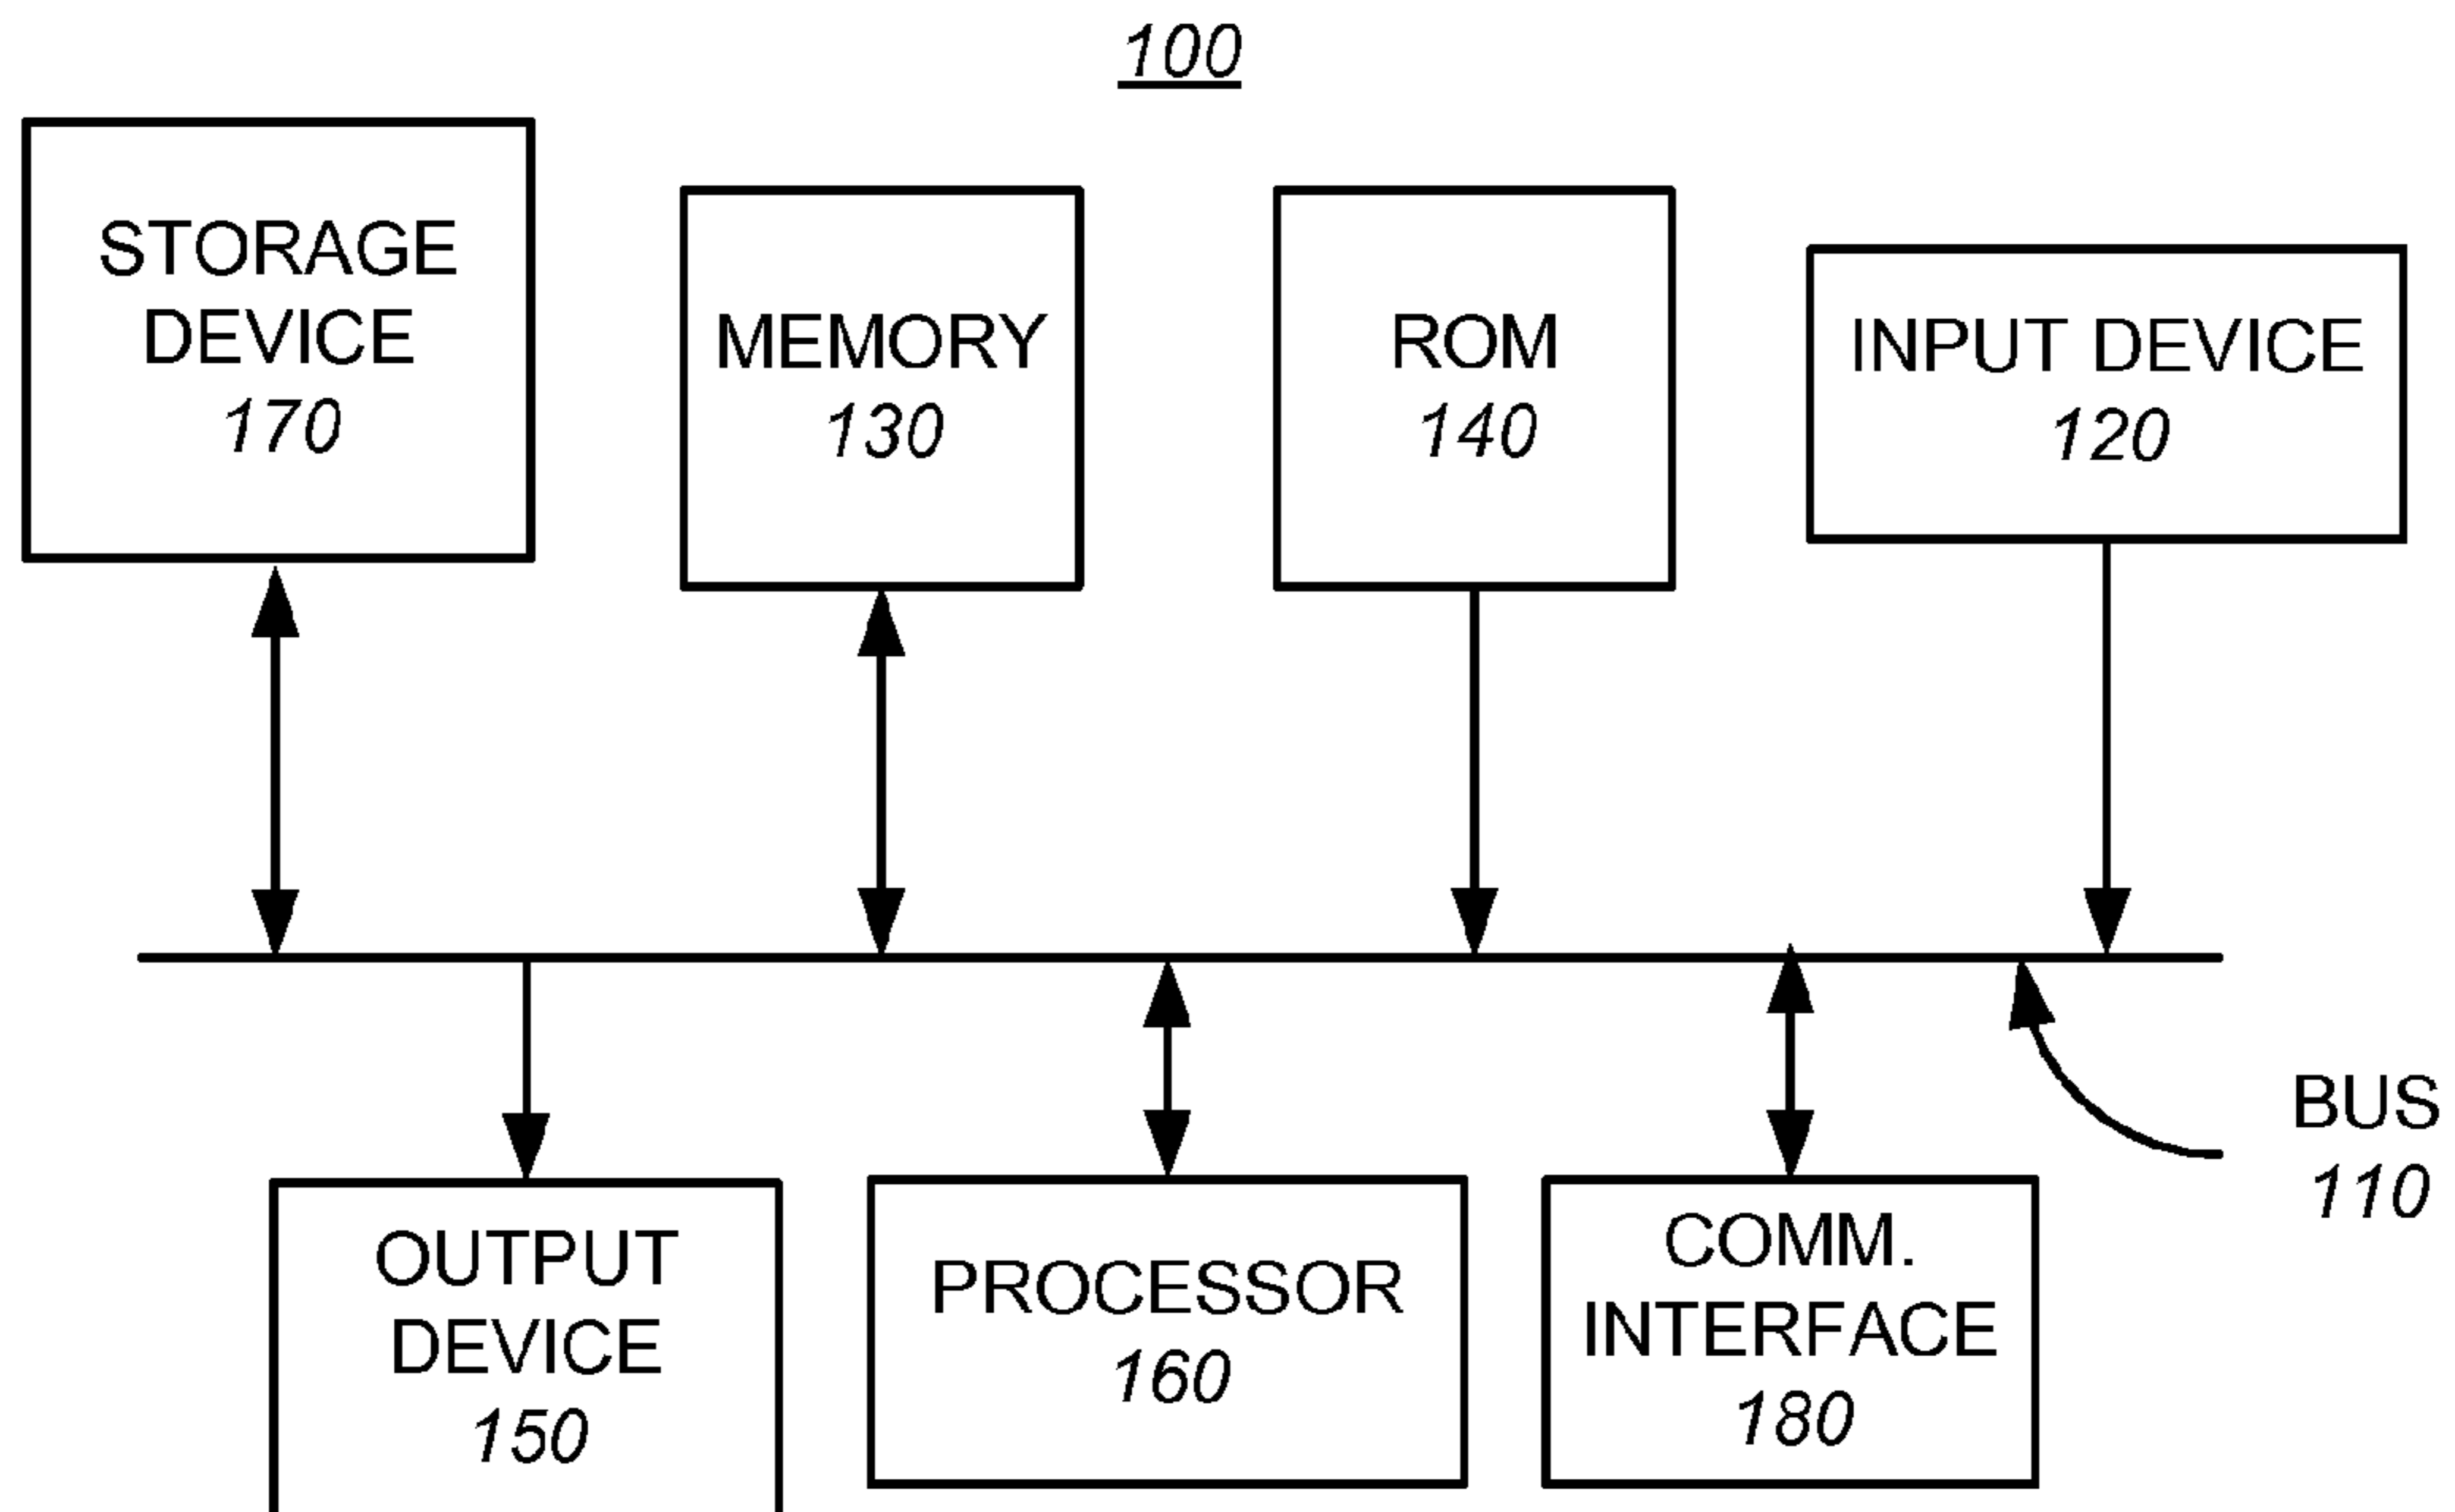 100
STORAGE
DEVICE
170
MEMORY
130
ROM
140
INPUT DEVICE
120
BUS
110
OUTPUT
DEVICE
150
PROCESSOR
160
COMM.
INTERFACE
180